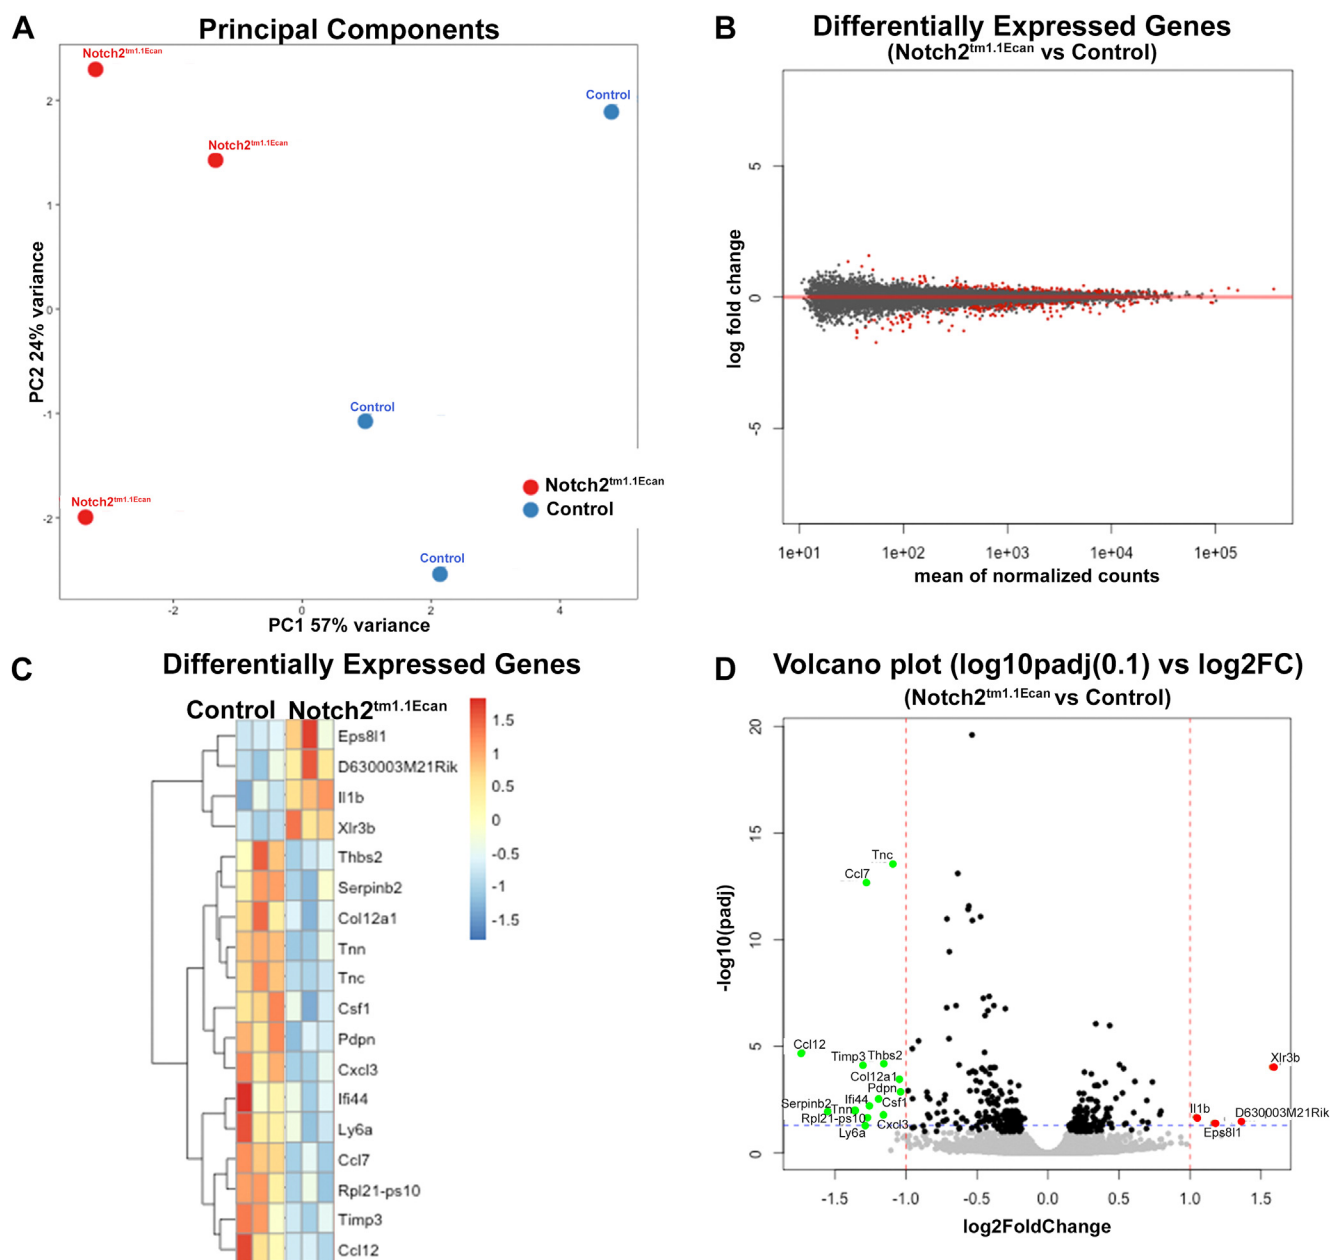 A
Principal Components
Notch2tm1.1Ecan
Control
Notch2tm1.1Ecan
Control
Notch2tm1.1Ecan
Control
Notch2tm1.1Ecan
Control
2
1
0
-1
-2
PC2 24% variance
-2
0
2
4
PC1 57% variance
B
Differentially Expressed Genes
(Notch2tm1.1Ecan vs Control)
5
0
-5
log fold change
1e+01
1e+02
1e+03
1e+04
1e+05
mean of normalized counts
C
Differentially Expressed Genes
Control
Notch2tm1.1Ecan
Eps8l1
D630003M21Rik
Il1b
Xlr3b
Thbs2
Serpinb2
Col12a1
Tnn
Tnc
Csf1
Pdpn
Cxcl3
Ifi44
Ly6a
Ccl7
Rpl21-ps10
Timp3
Ccl12
1.5
1
0.5
0
-0.5
-1
-1.5
D
Volcano plot (log10padj(0.1) vs log2FC)
(Notch2tm1.1Ecan vs Control)
20
15
10
5
0
-log10(padj)
Tnc
Ccl7
Ccl12
Timp3
Thbs2
Col12a1
Pdpn
Ifi44
Csf1
Serpinb2
Tnn
Rpl21-ps10
Cxcl3
Ly6a
Xlr3b
Il1b
D630003M21Rik
Eps8l1
-1.5
-1.0
-0.5
0.0
0.5
1.0
1.5
log2FoldChange